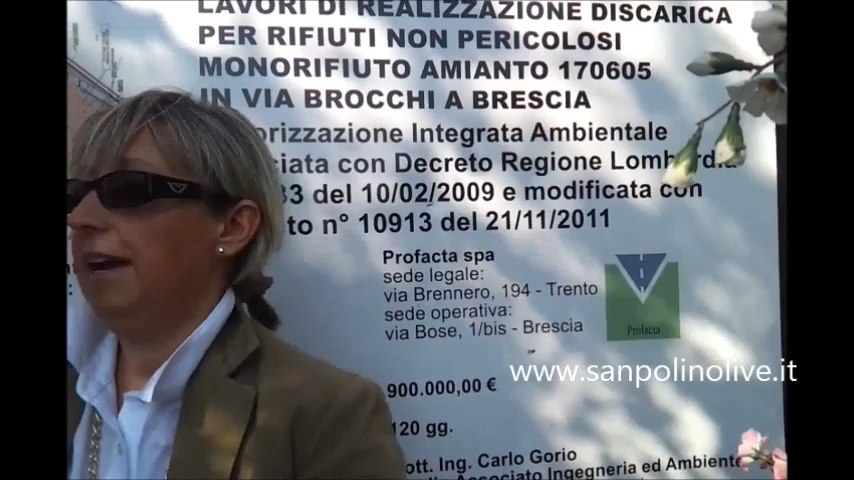 LAVORI DI REALIZZAZIONE DISCARICA
PER RIFIUTI NON PERICOLOSI
MONORIFIUTO AMIANTO 170605
IN VIA BROCCHI A BRESCIA
Integrata Ambientale
con Decreto Regione
del 10/02/2009 e modificata con
n° 10913 del 21/11/2011
Profacta spa
sede legale:
via Brennero, 194 - Trento
sede operativa:
via Bose, 1/bis - Brescia
Profacta
www.sanpolinolive.it
900.000,00 €
120 gg.
Ing. Carlo Gorio
Associato Ingegneria ed Ambiente